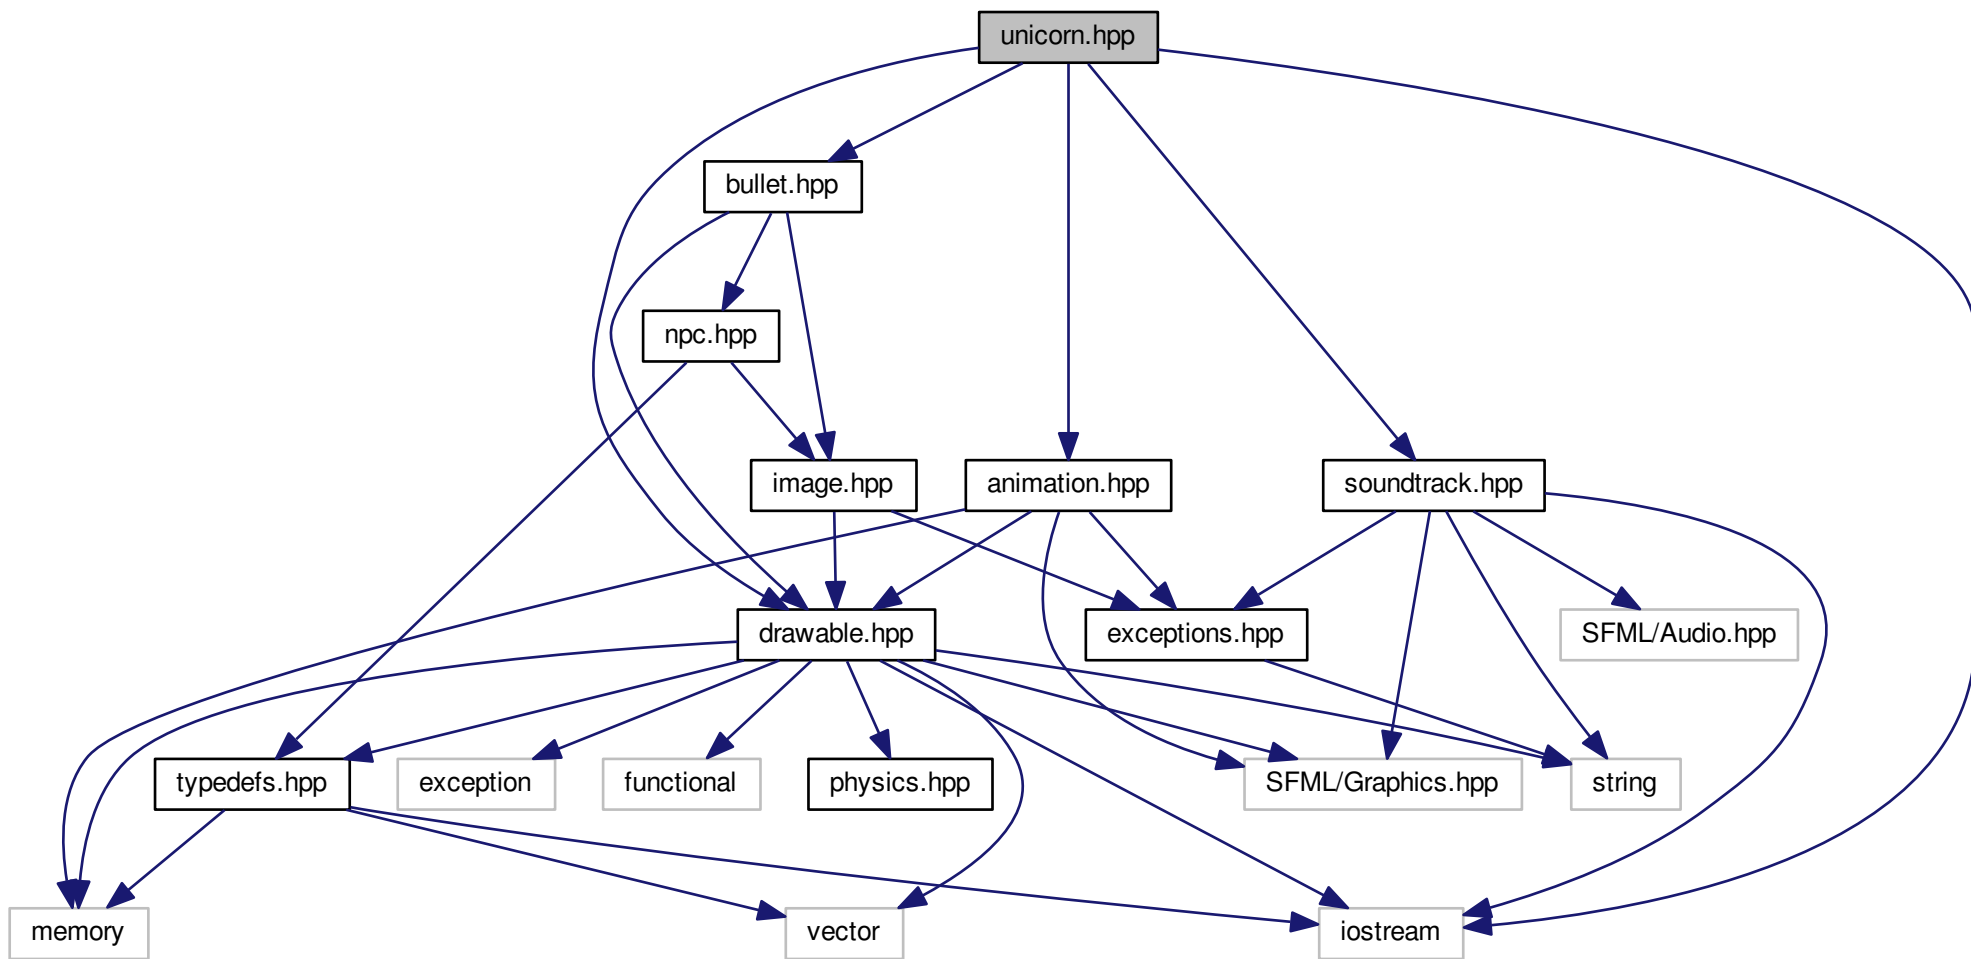 unicorn.hpp
bullet.hpp
npc.hpp
image.hpp
animation.hpp
soundtrack.hpp
drawable.hpp
exceptions.hpp
SFML/Audio.hpp
typedefs.hpp
exception
functional
physics.hpp
SFML/Graphics.hpp
string
memory
vector
iostream